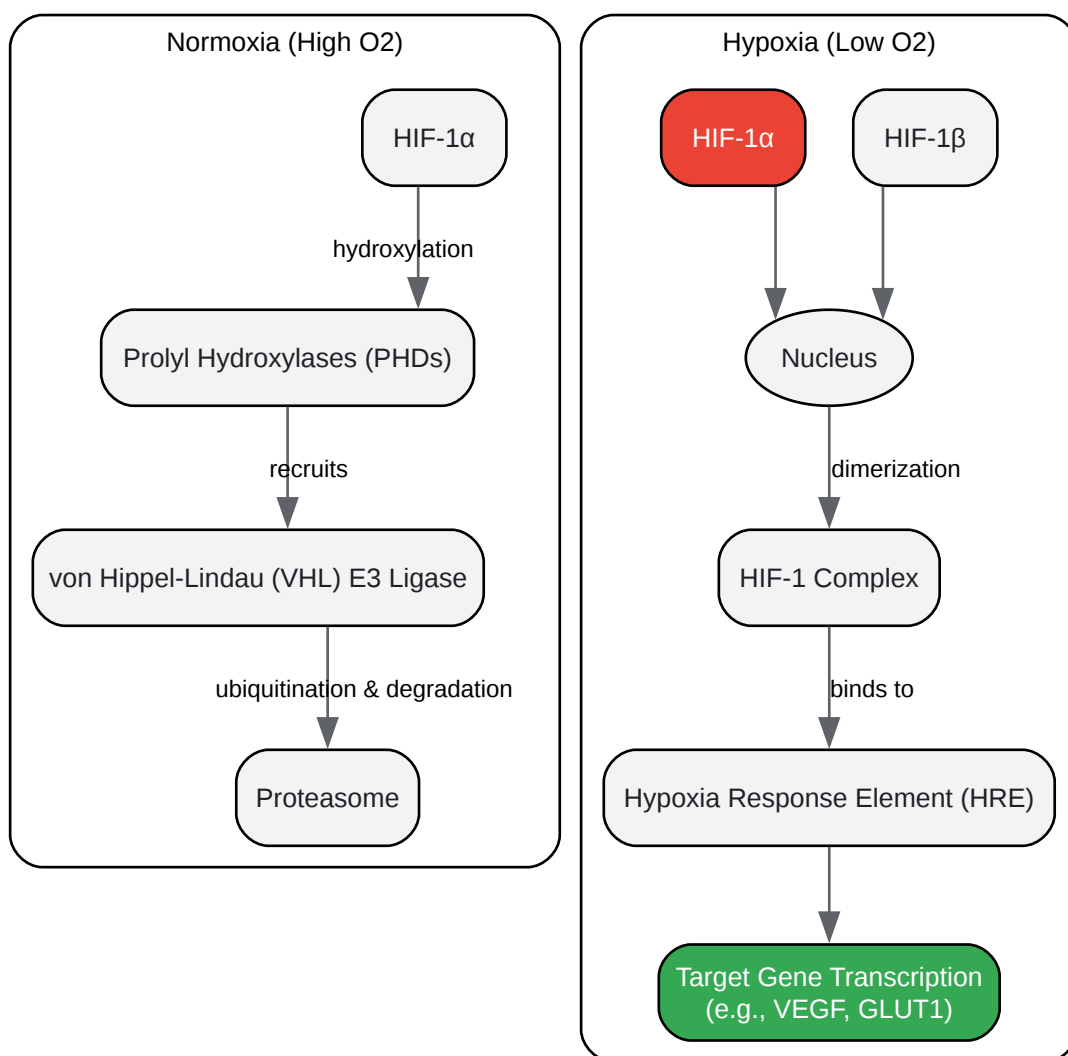 Normoxia (High O2)
HIF-1α
hydroxylation
Prolyl Hydroxylases (PHDs)
recruits
von Hippel-Lindau (VHL) E3 Ligase
ubiquitination & degradation
Proteasome
Hypoxia (Low O2)
HIF-1α
HIF-1β
Nucleus
dimerization
HIF-1 Complex
binds to
Hypoxia Response Element (HRE)
Target Gene Transcription
(e.g., VEGF, GLUT1)